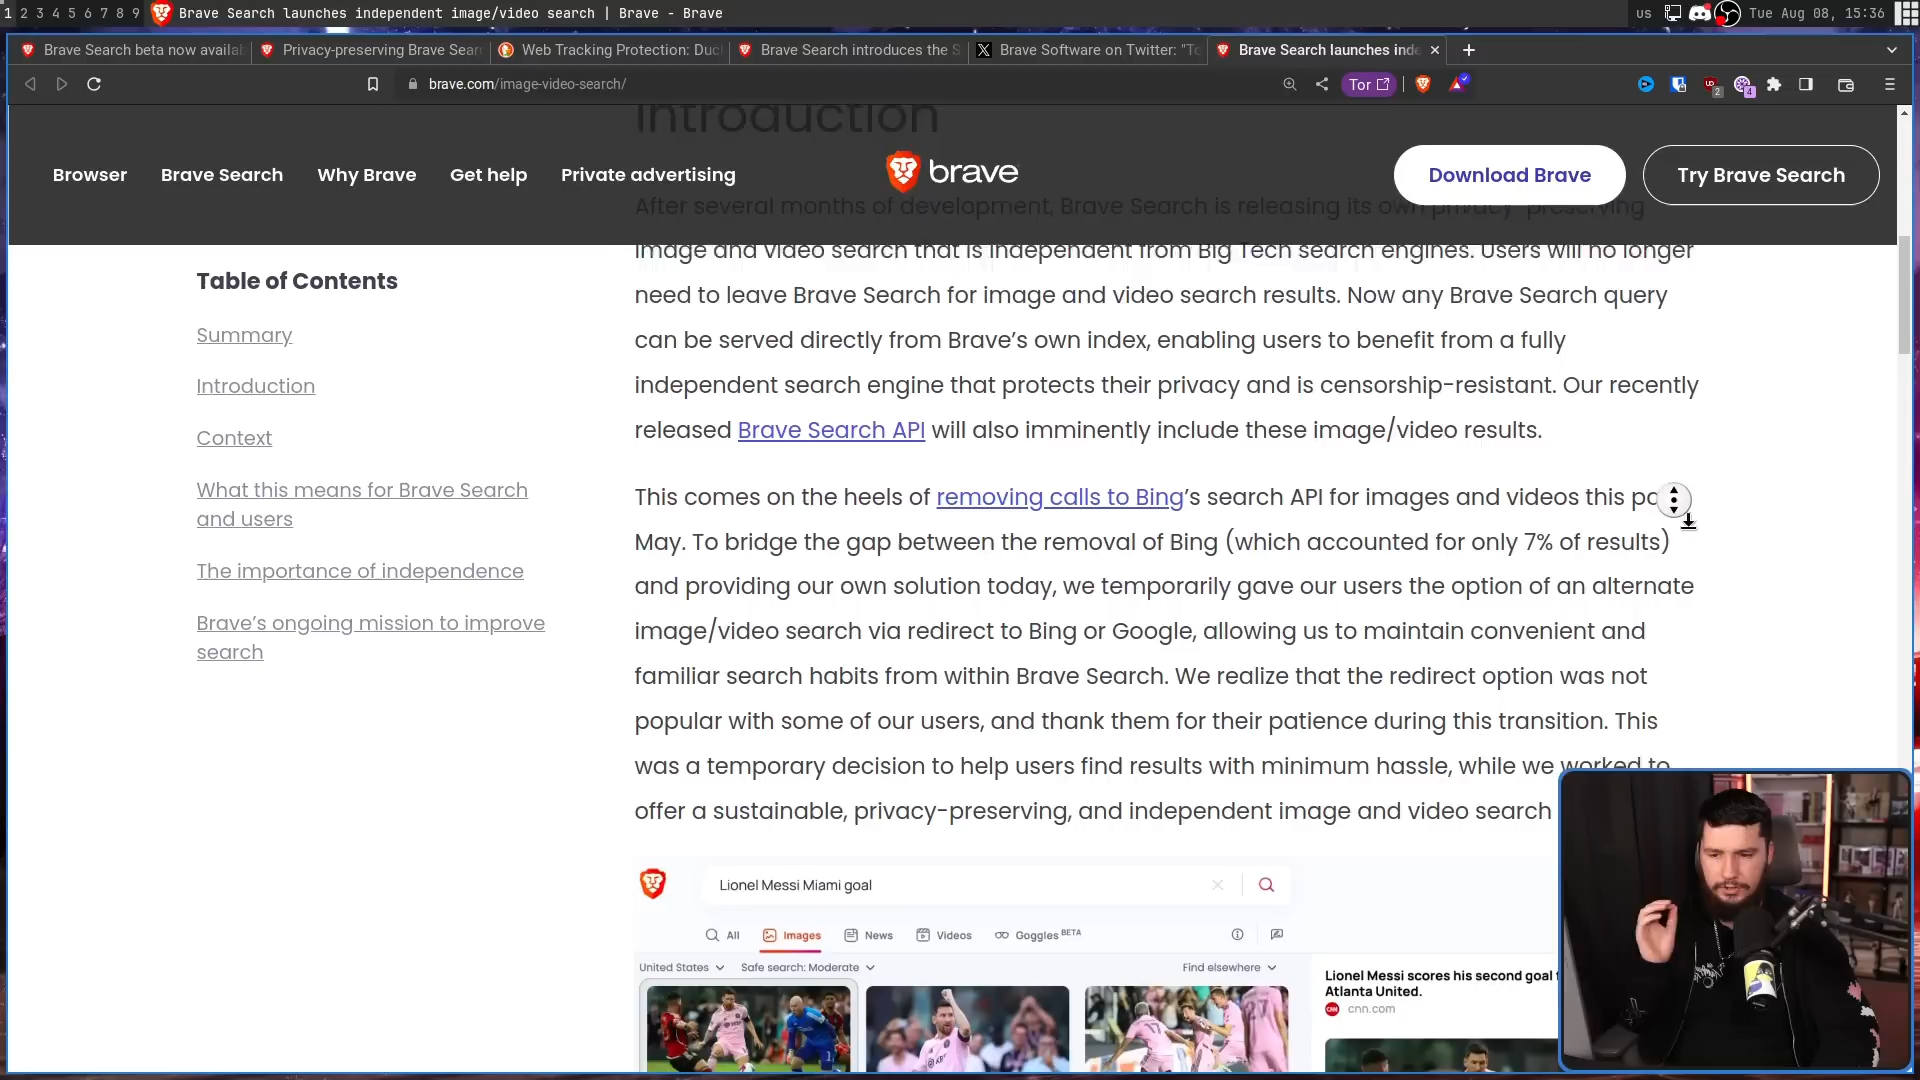 1 2 3 4 5 6 7 8 9 Brave Search launches independent image/video search | Brave - Brave
us Tue Aug 08, 15:36
Brave Search beta now availab
Privacy-preserving Brave Sear
Web Tracking Protection: Duc
Brave Search introduces the S
Brave Software on Twitter: "To
Brave Search launches inde
brave.com/image-video-search/
Tor
2
4
Introduction
Browser
Brave Search
Why Brave
Get help
Private advertising
brave
Download Brave
Try Brave Search
After several months of development, Brave Search is releasing its own privacy-preserving
image and video search that is independent from Big Tech search engines. Users will no longer
need to leave Brave Search for image and video search results. Now any Brave Search query
can be served directly from Brave’s own index, enabling users to benefit from a fully
independent search engine that protects their privacy and is censorship-resistant. Our recently
released Brave Search API will also imminently include these image/video results.
Table of Contents
Summary
Introduction
Context
What this means for Brave Search
and users
The importance of independence
Brave’s ongoing mission to improve
search
This comes on the heels of removing calls to Bing’s search API for images and videos this pa
May. To bridge the gap between the removal of Bing (which accounted for only 7% of results)
and providing our own solution today, we temporarily gave our users the option of an alternate
image/video search via redirect to Bing or Google, allowing us to maintain convenient and
familiar search habits from within Brave Search. We realize that the redirect option was not
popular with some of our users, and thank them for their patience during this transition. This
was a temporary decision to help users find results with minimum hassle, while we worked to
offer a sustainable, privacy-preserving, and independent image and video search
Lionel Messi Miami goal
All
Images
News
Videos
Goggles BETA
United States
Safe search: Moderate
Find elsewhere
Lionel Messi scores his second goal f
Atlanta United.
cnn.com